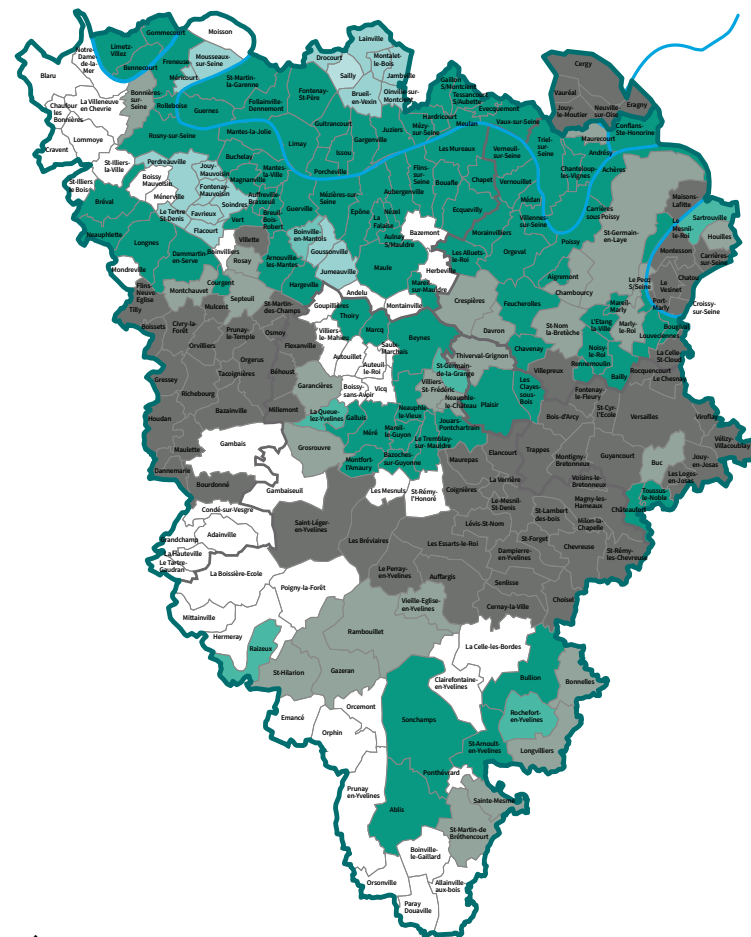 Gommecourt
Limetz-
Villez
Moisson
Notre-
Dame
de-la-
Mer
Bennecourt
Freneuse
Mousseaux-
sur-Seine
Blaru
Méricourt
Lainville
Drocourt
Montalet-
le-Bois
Sailly
Jambville
Brueil-
en-Vexin
Oinville-sur-
Montcient
Cergy
Vauréal
Jouy-
le-Moutier
Neuville-
sur-Oise
Eragny
St-Martin-
la-Garenne
Fontenay-
St-Père
Gaillon
S/Montcient
Tessancourt
S/Aubette
Evecquemont
Bonnières-
sur-
Seine
La Villeneuve
en Chevrie
Chaufour
les
Bonnières
Rolleboise
Guernes
Follainville
Dennemont
Guitrancourt
Hardricourt
Mézy-
sur-Seine
Meulan
Vaux-sur-Seine
Conflans-
Ste-Honorine
Lommoye
Cravent
Rosny-sur-Seine
Mantes-la-Jolie
Limay
Issou
Gargenville
Juziers
Les Mureaux
Verneuil-
sur-Seine
Triel-
sur-
Seine
Maurecourt
Andrésy
St-Illiers-
la-Ville
Perdreauville
Buchelay
Mantes-
la-Ville
Porcheville
Flins-
sur-
Seine
Bouafle
Chapet
Vernouillet
Chanteloup-
les-Vignes
Achères
St-Illiers
le Bois
Boissy
Mauvoisin
Jouy-
Mauvoisin
Magnanville
Ménerville
Fontenay-
Mauvoisin
Auffreville
Brasseuil
Mézières-sur-
Seine
Aubergenville
Médan
Maisons-
Laffite
Bréval
Le Tertre
St-Denis
Favrieux
Soindres
Vert
Breuil-
Bois-
Robert
Guerville
Epône
Nézel
La
Falaise
Aulnay
S/Mauldre
Ecquevilly
Villennes-
sur-Seine
Carrières
sous Poissy
Le
Mesnil-
le-Roi
Sartrouville
Houilles
Neauphlette
Flacourt
Boinvilliers
Villette
Boinville-
en-Mantois
Bazemont
Morainvilliers
Poissy
St-Germain-
en-Laye
Longnes
Dammartin-
en-Serve
Rosay
Arnouville-
les-Mantes
Goussonville
Maule
Les Alluets-
le-Roi
Orgeval
Montesson
Carrières-
sur-Seine
Mondreville
Jumeauville
Herbeville
Mareil-
sur-Mauldre
Aigremont
Chambourcy
Le Pecq
S/Seine
Chatou
Le
Vesinet
Flins-
Neuve-
Eglise
Montchauvet
Courgent
Septeuil
Hargeville
Andelu
Goupillières
Montainville
Crespières
Feucherolles
Mareil-
Marly
Port-
Marly
Croissy-
sur-Seine
Tilly
Mulcent
St-Martin-
des-Champs
Thoiry
Marcq
Davron
St-Nom
la-Bretèche
L'Etang
la-Ville
Marly-
le-Roi
Bougival
Louveciennes
Boissets
Civry-la-
Forêt
Prunay-
le-Temple
Osmoy
Villiers-
le-Mahieu
Saulx-
Marchais
Beynes
Chavenay
Noisy-
le-Roi
Orvilliers
Flexanville
Autouillet
Auteuil-
le-Roi
Thiverval-Grignon
Rennemoulin
La Celle-
St-Cloud
Orgerus
Tacoignières
Béhoust
St-Germain-
de-la-Grange
Villepreux
Bailly
Rocquencourt
Le Chesnay
Gressey
Richebourg
Garancières
Boissy-
sans-Avoir
Vicq
Villiers-
St-Frédéric
Neauphle-
le-Château
Plaisir
Les
Clayes-
sous-
Bois
Fontenay-
le-Fleury
Houdan
Bazainville
Millemont
La Queue-
lez-Yvelines
Galluis
Neauphle-
le-Vieux
Jouars-
Pontchartrain
Bois-d'Arcy
St-Cyr-
l'Ecole
Versailles
Viroflay
Maulette
Gambais
Grosrouvre
Méré
Mareil-
le-Guyon
Le Tremblay-
sur- Mauldre
Elancourt
Trappes
Vélizy-
Villacoublay
Dannemarie
Montfort-
l'Amaury
Bazoches-
sur-Guyonne
Maurepas
Montigny-
Bretonneux
Guyancourt
Buc
Jouy-
en-Josas
Bourdonné
Gambaiseuil
Les Mesnuls
St-Rémy-
l'Honoré
Coignières
La Verrière
Voisins-le-
Bretonneux
Les Loges-
en-Josas
Condé-sur-Vesgre
Le-Mesnil-
St-Denis
Magny-les-
Hameaux
Toussus-
le-Noble
Châteaufort
Grandchamp
Adainville
Saint-Léger-
en-Yvelines
Les Bréviaires
Lévis-St-Nom
St-Lambert
des-bois
Milon-la-
Chapelle
La Hauteville
Le Tartre-
Gaudran
Les Essarts-le-Roi
St-Forget
Dampierre-
en-Yvelines
Chevreuse
St-Rémy-
les-Chevreuse
La Boissière-Ecole
Poigny-la-Forêt
Le Perray-
en-Yvelines
Auffargis
Senlisse
Mittainville
Vieille-Eglise-
en-Yvelines
Cernay-la-Ville
Choisel
Hermeray
Raizeux
Rambouillet
La Celle-les-Bordes
St-Hilarion
Gazeran
Clairefontaine-
en-Yvelines
Bullion
Bonnelles
Emancé
Orcemont
Sonchamps
Rochefort-
en-Yvelines
Orphin
St-Arnoult-
en-Yvelines
Longvilliers
Prunay
en-Yvelines
Ponthévrard
Ablis
Sainte-Mesme
St-Martin-de
Bréthencourt
Boinville-
le-Gaillard
Orsonville
Allainville-
aux-bois
Paray
Douaville